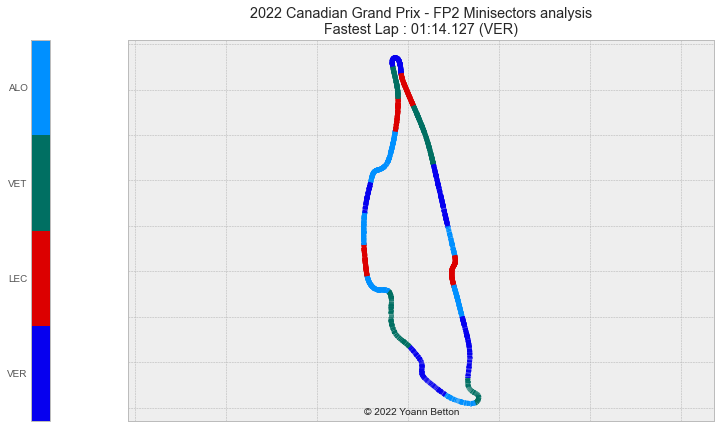 2022 Canadian Grand Prix - FP2 Minisectors analysis
Fastest Lap : 01:14.127 (VER)
ALO
VET
LEC
VER
© 2022 Yoann Betton